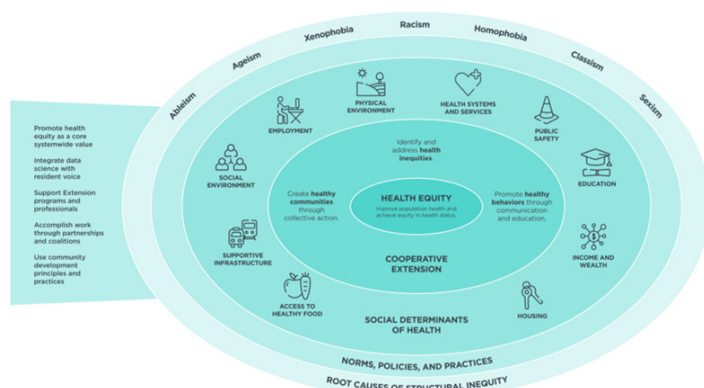 Ableism
Ageism
Xenophobia
Racism
Homophobia
Classism
Sexism
Promote health
equity as a core
systemwide value
Integrate data
science with
resident voice
Support Extension
programs and
professionals
Accomplish work
through partnerships
and coalitions
Use community
development
principles and
practices
EMPLOYMENT
PHYSICAL
ENVIRONMENT
HEALTH SYSTEMS
AND SERVICES
PUBLIC
SAFETY
EDUCATION
INCOME AND
WEALTH
HOUSING
SOCIAL
ENVIRONMENT
SUPPORTIVE
INFRASTRUCTURE
ACCESS TO
HEALTHY FOOD
Identify and
address health
inequities.
Create healthy
communities
through
collective action.
HEALTH EQUITY
Improve population health and
achieve equity in health status.
Promote healthy
behaviors through
communication
and education.
COOPERATIVE
EXTENSION
SOCIAL DETERMINANTS
OF HEALTH
NORMS, POLICIES, AND PRACTICES
ROOT CAUSES OF STRUCTURAL INEQUITY